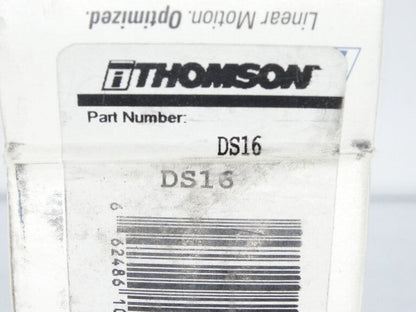 Linear Motion. Optimized.
THOMSON
Part Number:
DS16
DS16
6 62486 10